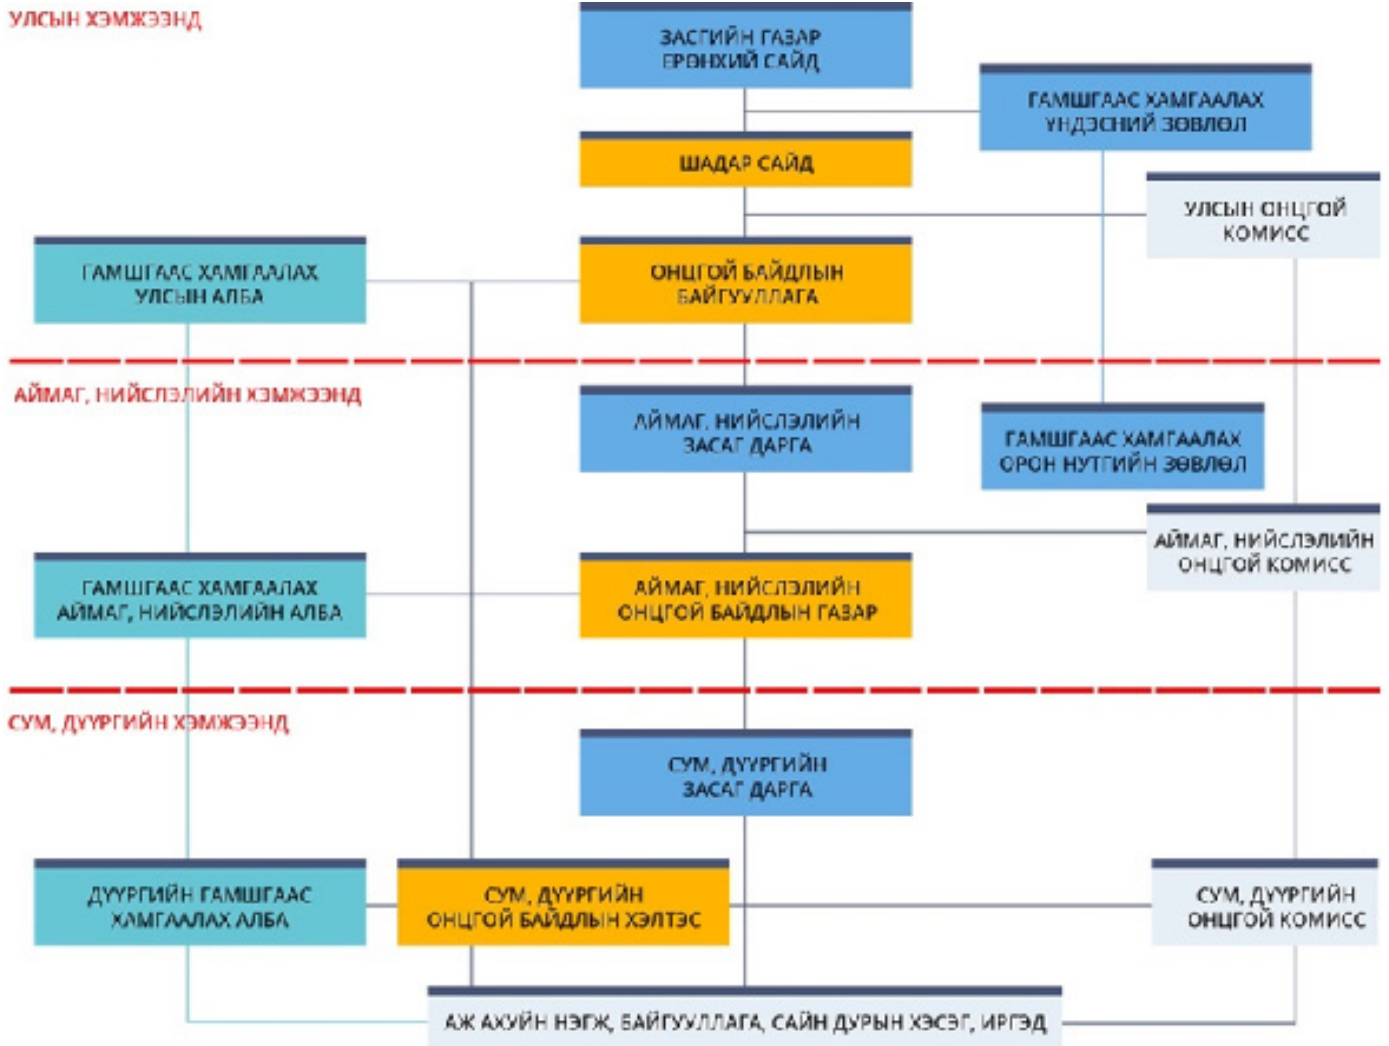 УЛСЫН ХЭМЖЭЭНД
ЗАСГИЙН ГАЗАР
ЕРӨНХИЙ САЙД
ГАМШГААС ХАМГААЛАХ
ҮНДЭСНИЙ ЗӨВЛӨЛ
ШАДАР САЙД
УЛСЫН ОНЦГОЙ
КОМИСС
ГАМШГААС ХАМГААЛАХ
УЛСЫН АЛБА
ОНЦГОЙ БАЙДЛЫН
БАЙГУУЛЛАГА
АЙМАГ, НИЙСЛЭЛИЙН ХЭМЖЭЭНД
АЙМАГ, НИЙСЛЭЛИЙН
ЗАСАГ ДАРГА
ГАМШГААС ХАМГААЛАХ
ОРОН НУТГИЙН ЗӨВЛӨЛ
АЙМАГ, НИЙСЛЭЛИЙН
ОНЦГОЙ КОМИСС
ГАМШГААС ХАМГААЛАХ
АЙМАГ, НИЙСЛЭЛИЙН АЛБА
АЙМАГ, НИЙСЛЭЛИЙН
ОНЦГОЙ БАЙДЛЫН ГАЗАР
СУМ, ДҮҮРГИЙН ХЭМЖЭЭНД
СУМ, ДҮҮРГИЙН
ЗАСАГ ДАРГА
ДҮҮРГИЙН ГАМШГААС
ХАМГААЛАХ АЛБА
СУМ, ДҮҮРГИЙН
ОНЦГОЙ БАЙДЛЫН ХЭЛТЭС
СУМ, ДҮҮРГИЙН
ОНЦГОЙ КОМИСС
АЖ АХУЙН НЭГЖ, БАЙГУУЛЛАГА, САЙН ДУРЫН ХЭСЭГ, ИРГЭД